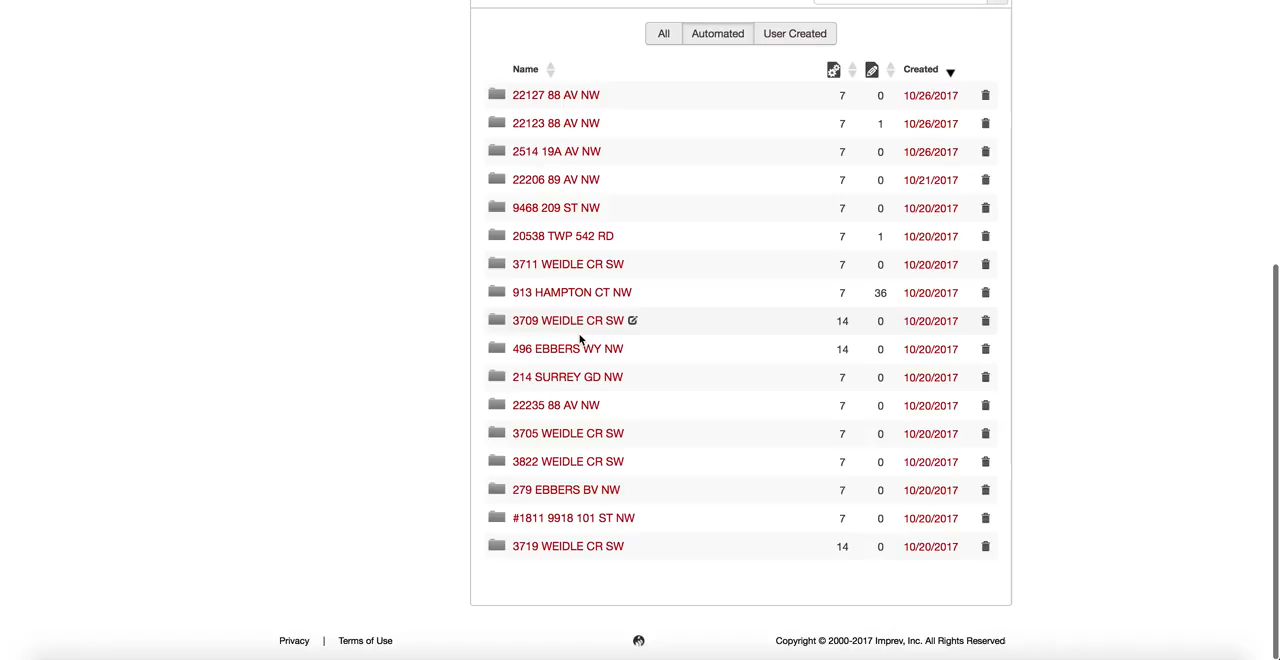 All Automated User Created
Name Created
22127 88 AV NW 7 0 10/26/2017
22123 88 AV NW 7 1 10/26/2017
2514 19A AV NW 7 0 10/26/2017
22206 89 AV NW 7 0 10/21/2017
9468 209 ST NW 7 0 10/20/2017
20538 TWP 542 RD 7 1 10/20/2017
3711 WEIDLE CR SW 7 0 10/20/2017
913 HAMPTON CT NW 7 36 10/20/2017
3709 WEIDLE CR SW 14 0 10/20/2017
496 EBBERS WY NW 14 0 10/20/2017
214 SURREY GD NW 7 0 10/20/2017
22235 88 AV NW 7 0 10/20/2017
3705 WEIDLE CR SW 7 0 10/20/2017
3822 WEIDLE CR SW 7 0 10/20/2017
279 EBBERS BV NW 7 0 10/20/2017
#1811 9918 101 ST NW 7 0 10/20/2017
3719 WEIDLE CR SW 14 0 10/20/2017
Privacy | Terms of Use Copyright © 2000-2017 Imprev, Inc. All Rights Reserved